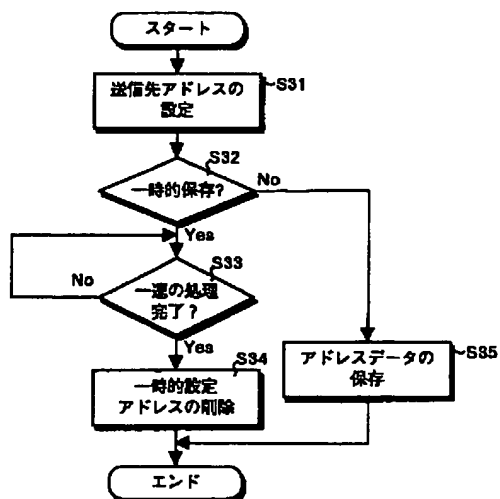 スタート
送信先アドレスの
設定
S31
S32
一時的保存?
No
Yes
S33
No
一連の処理
完了?
Yes
S34
一時的設定
アドレスの削除
アドレスデータの
保存
S35
エンド